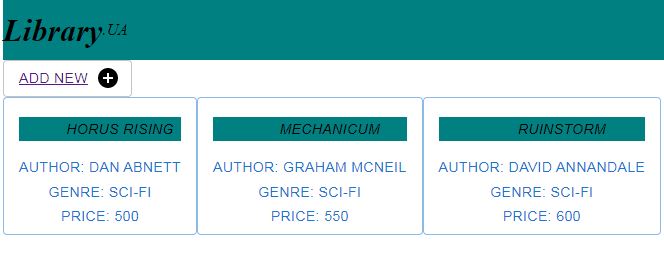 Library.UA
ADD NEW
HORUS RISING
AUTHOR: DAN ABNETT
GENRE: SCI-FI
PRICE: 500
MECHANICUM
AUTHOR: GRAHAM MCNEIL
GENRE: SCI-FI
PRICE: 550
RUINSTORM
AUTHOR: DAVID ANNANDALE
GENRE: SCI-FI
PRICE: 600